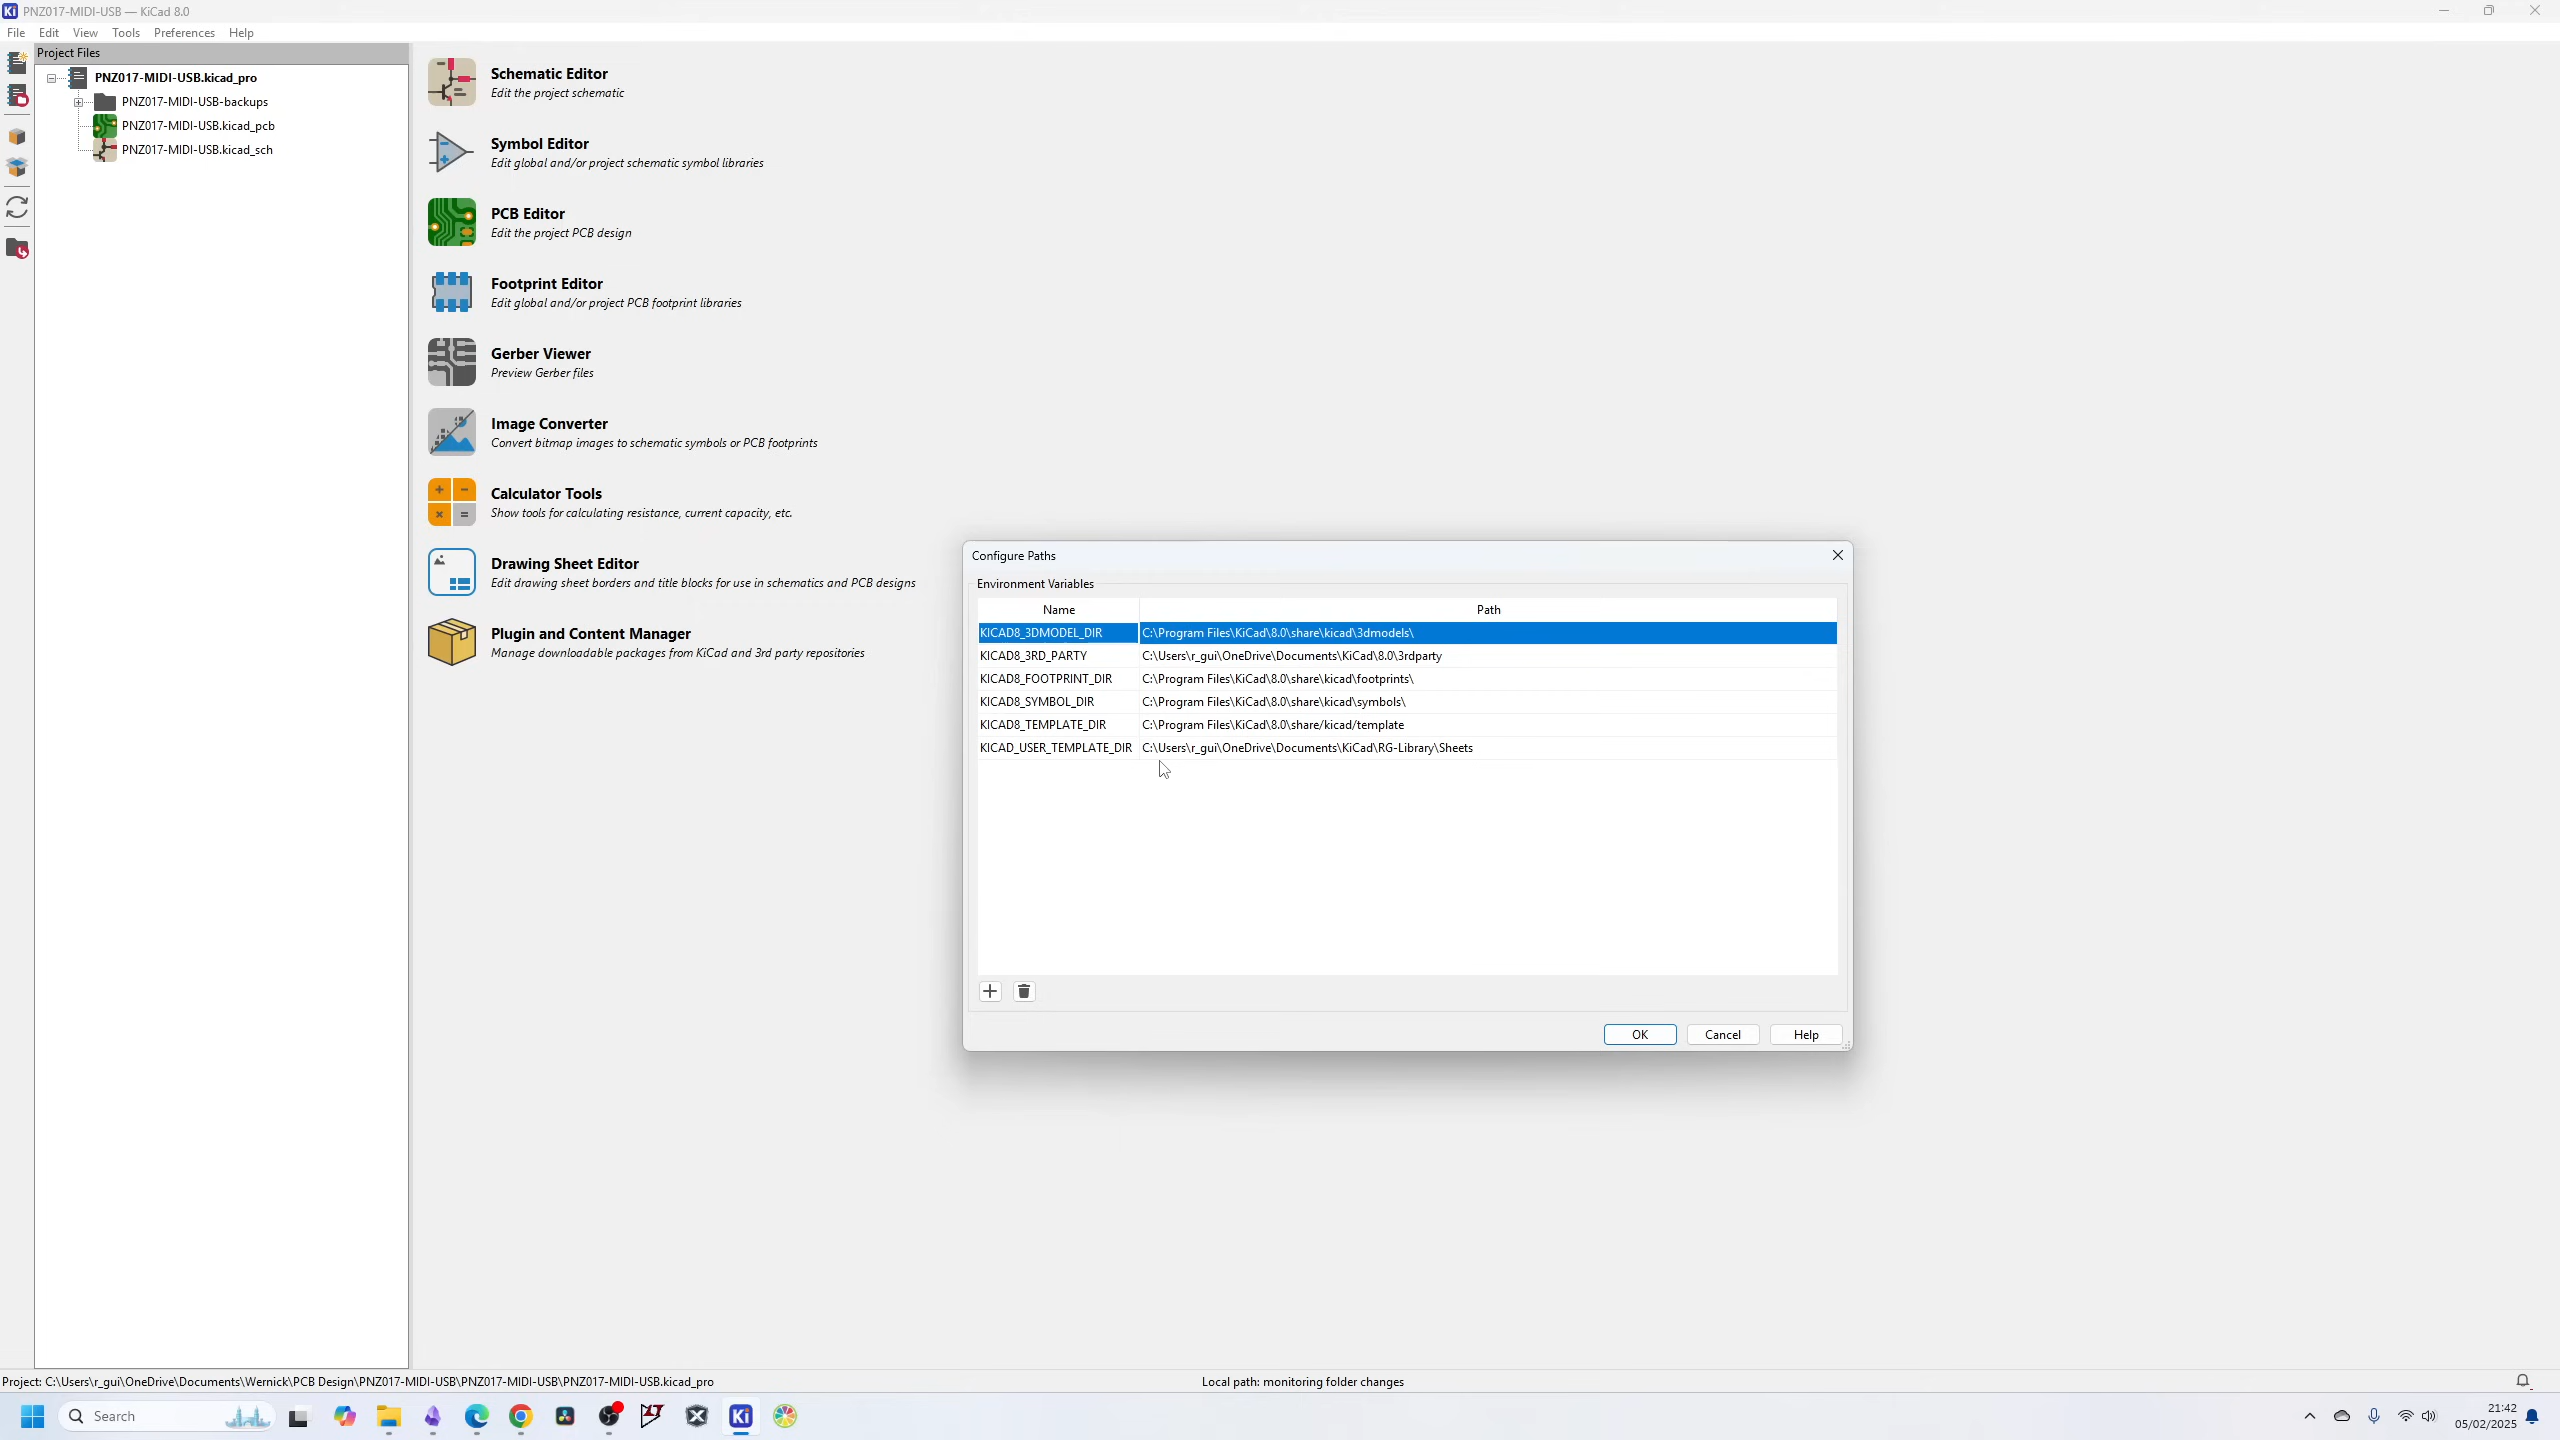 PNZ017-MIDI-USB — KiCad 8.0
File Edit View Tools Preferences Help
Project Files
PNZ017-MIDI-USB.kicad_pro
PNZ017-MIDI-USB-backups
PNZ017-MIDI-USB.kicad_pcb
PNZ017-MIDI-USB.kicad_sch
Schematic Editor
Edit the project schematic
Symbol Editor
Edit global and/or project schematic symbol libraries
PCB Editor
Edit the project PCB design
Footprint Editor
Edit global and/or project PCB footprint libraries
Gerber Viewer
Preview Gerber files
Image Converter
Convert bitmap images to schematic symbols or PCB footprints
Calculator Tools
Show tools for calculating resistance, current capacity, etc.
Drawing Sheet Editor
Edit drawing sheet borders and title blocks for use in schematics and PCB designs
Plugin and Content Manager
Manage downloadable packages from KiCad and 3rd party repositories
Configure Paths
Environment Variables
Name Path
KICAD8_3DMODEL_DIR C:\Program Files\KiCad\8.0\share\kicad\3dmodels\
KICAD8_3RD_PARTY C:\Users\r_gui\OneDrive\Documents\KiCad\8.0\3rdparty
KICAD8_FOOTPRINT_DIR C:\Program Files\KiCad\8.0\share\kicad\footprints\
KICAD8_SYMBOL_DIR C:\Program Files\KiCad\8.0\share\kicad\symbols\
KICAD8_TEMPLATE_DIR C:\Program Files\KiCad\8.0\share/kicad/template
KICAD_USER_TEMPLATE_DIR C:\Users\r_gui\OneDrive\Documents\KiCad\RG-Library\Sheets
OK Cancel Help
Project: C:\Users\r_gui\OneDrive\Documents\Wernick\PCB Design\PNZ017-MIDI-USB\PNZ017-MIDI-USB\PNZ017-MIDI-USB.kicad_pro Local path: monitoring folder changes
Search
Ki
21:42
05/02/2025